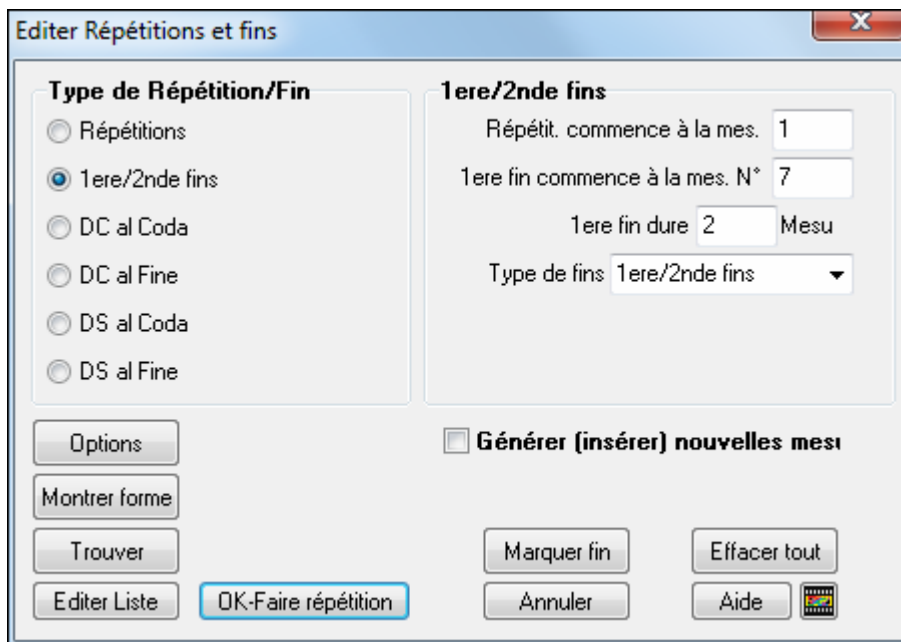 Editer Répétitions et fins
Type de Répétition/Fin
Répétitions
1ere/2nde fins
DC al Coda
DC al Fine
DS al Coda
DS al Fine
1ere/2nde fins
Répétit. commence à la mes. 1
1ere fin commence à la mes. N° 7
1ere fin dure 2 Mesu
Type de fins 1ere/2nde fins
Options
Générer (insérer) nouvelles mesu
Montrer forme
Trouver
Marquer fin
Effacer tout
Editer Liste
OK-Faire répétition
Annuler
Aide